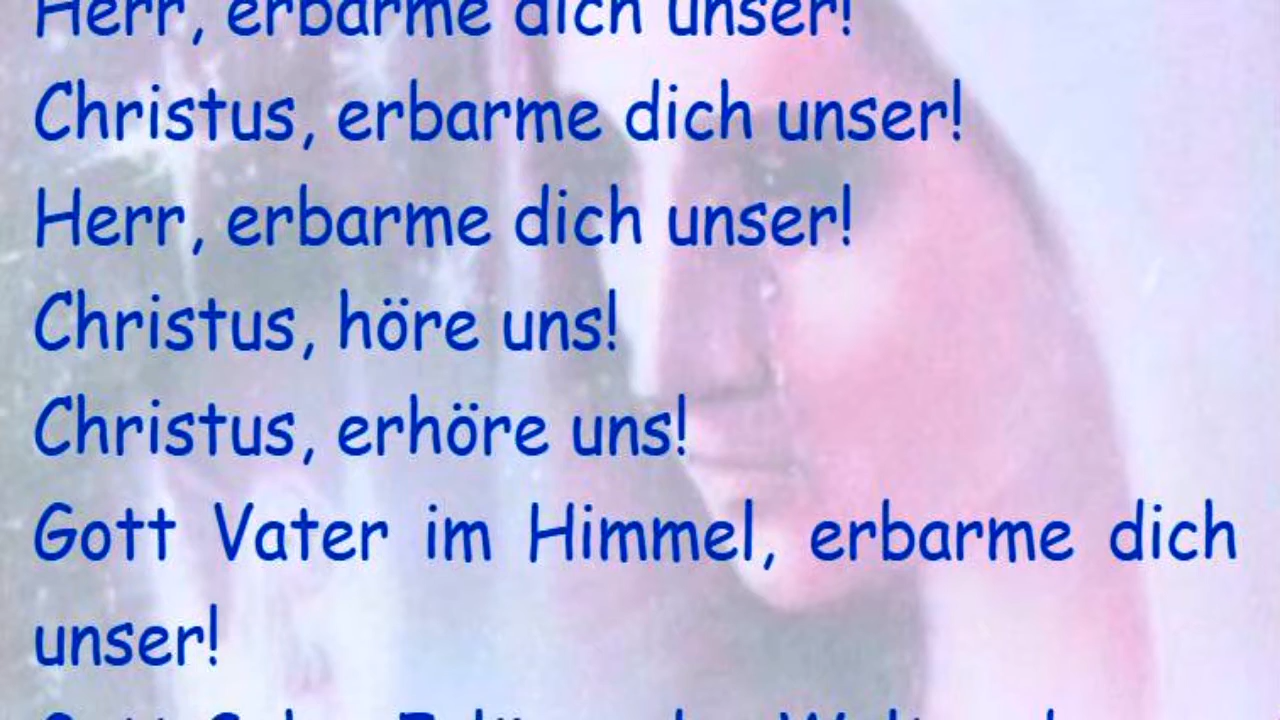 Herr, erbarme dich unser!
Christus, erbarme dich unser!
Herr, erbarme dich unser!
Christus, höre uns!
Christus, erhöre uns!
Gott Vater im Himmel, erbarme dich
unser!